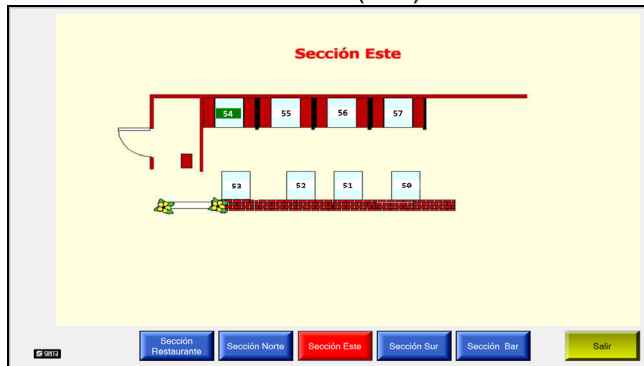 Sección Este
54
55
56
57
53
52
51
50
SIERRA
Sección
Restaurante
Sección Norte
Sección Este
Sección Sur
Sección Bar
Salir